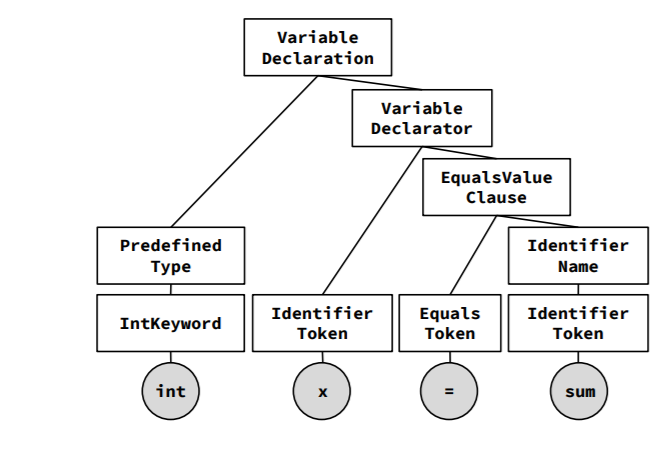 Variable
Declaration
Variable
Declarator
EqualsValue
Clause
Predefined
Type
Identifier
Name
IntKeyword
Identifier
Token
Equals
Token
Identifier
Token
int
x
=
sum